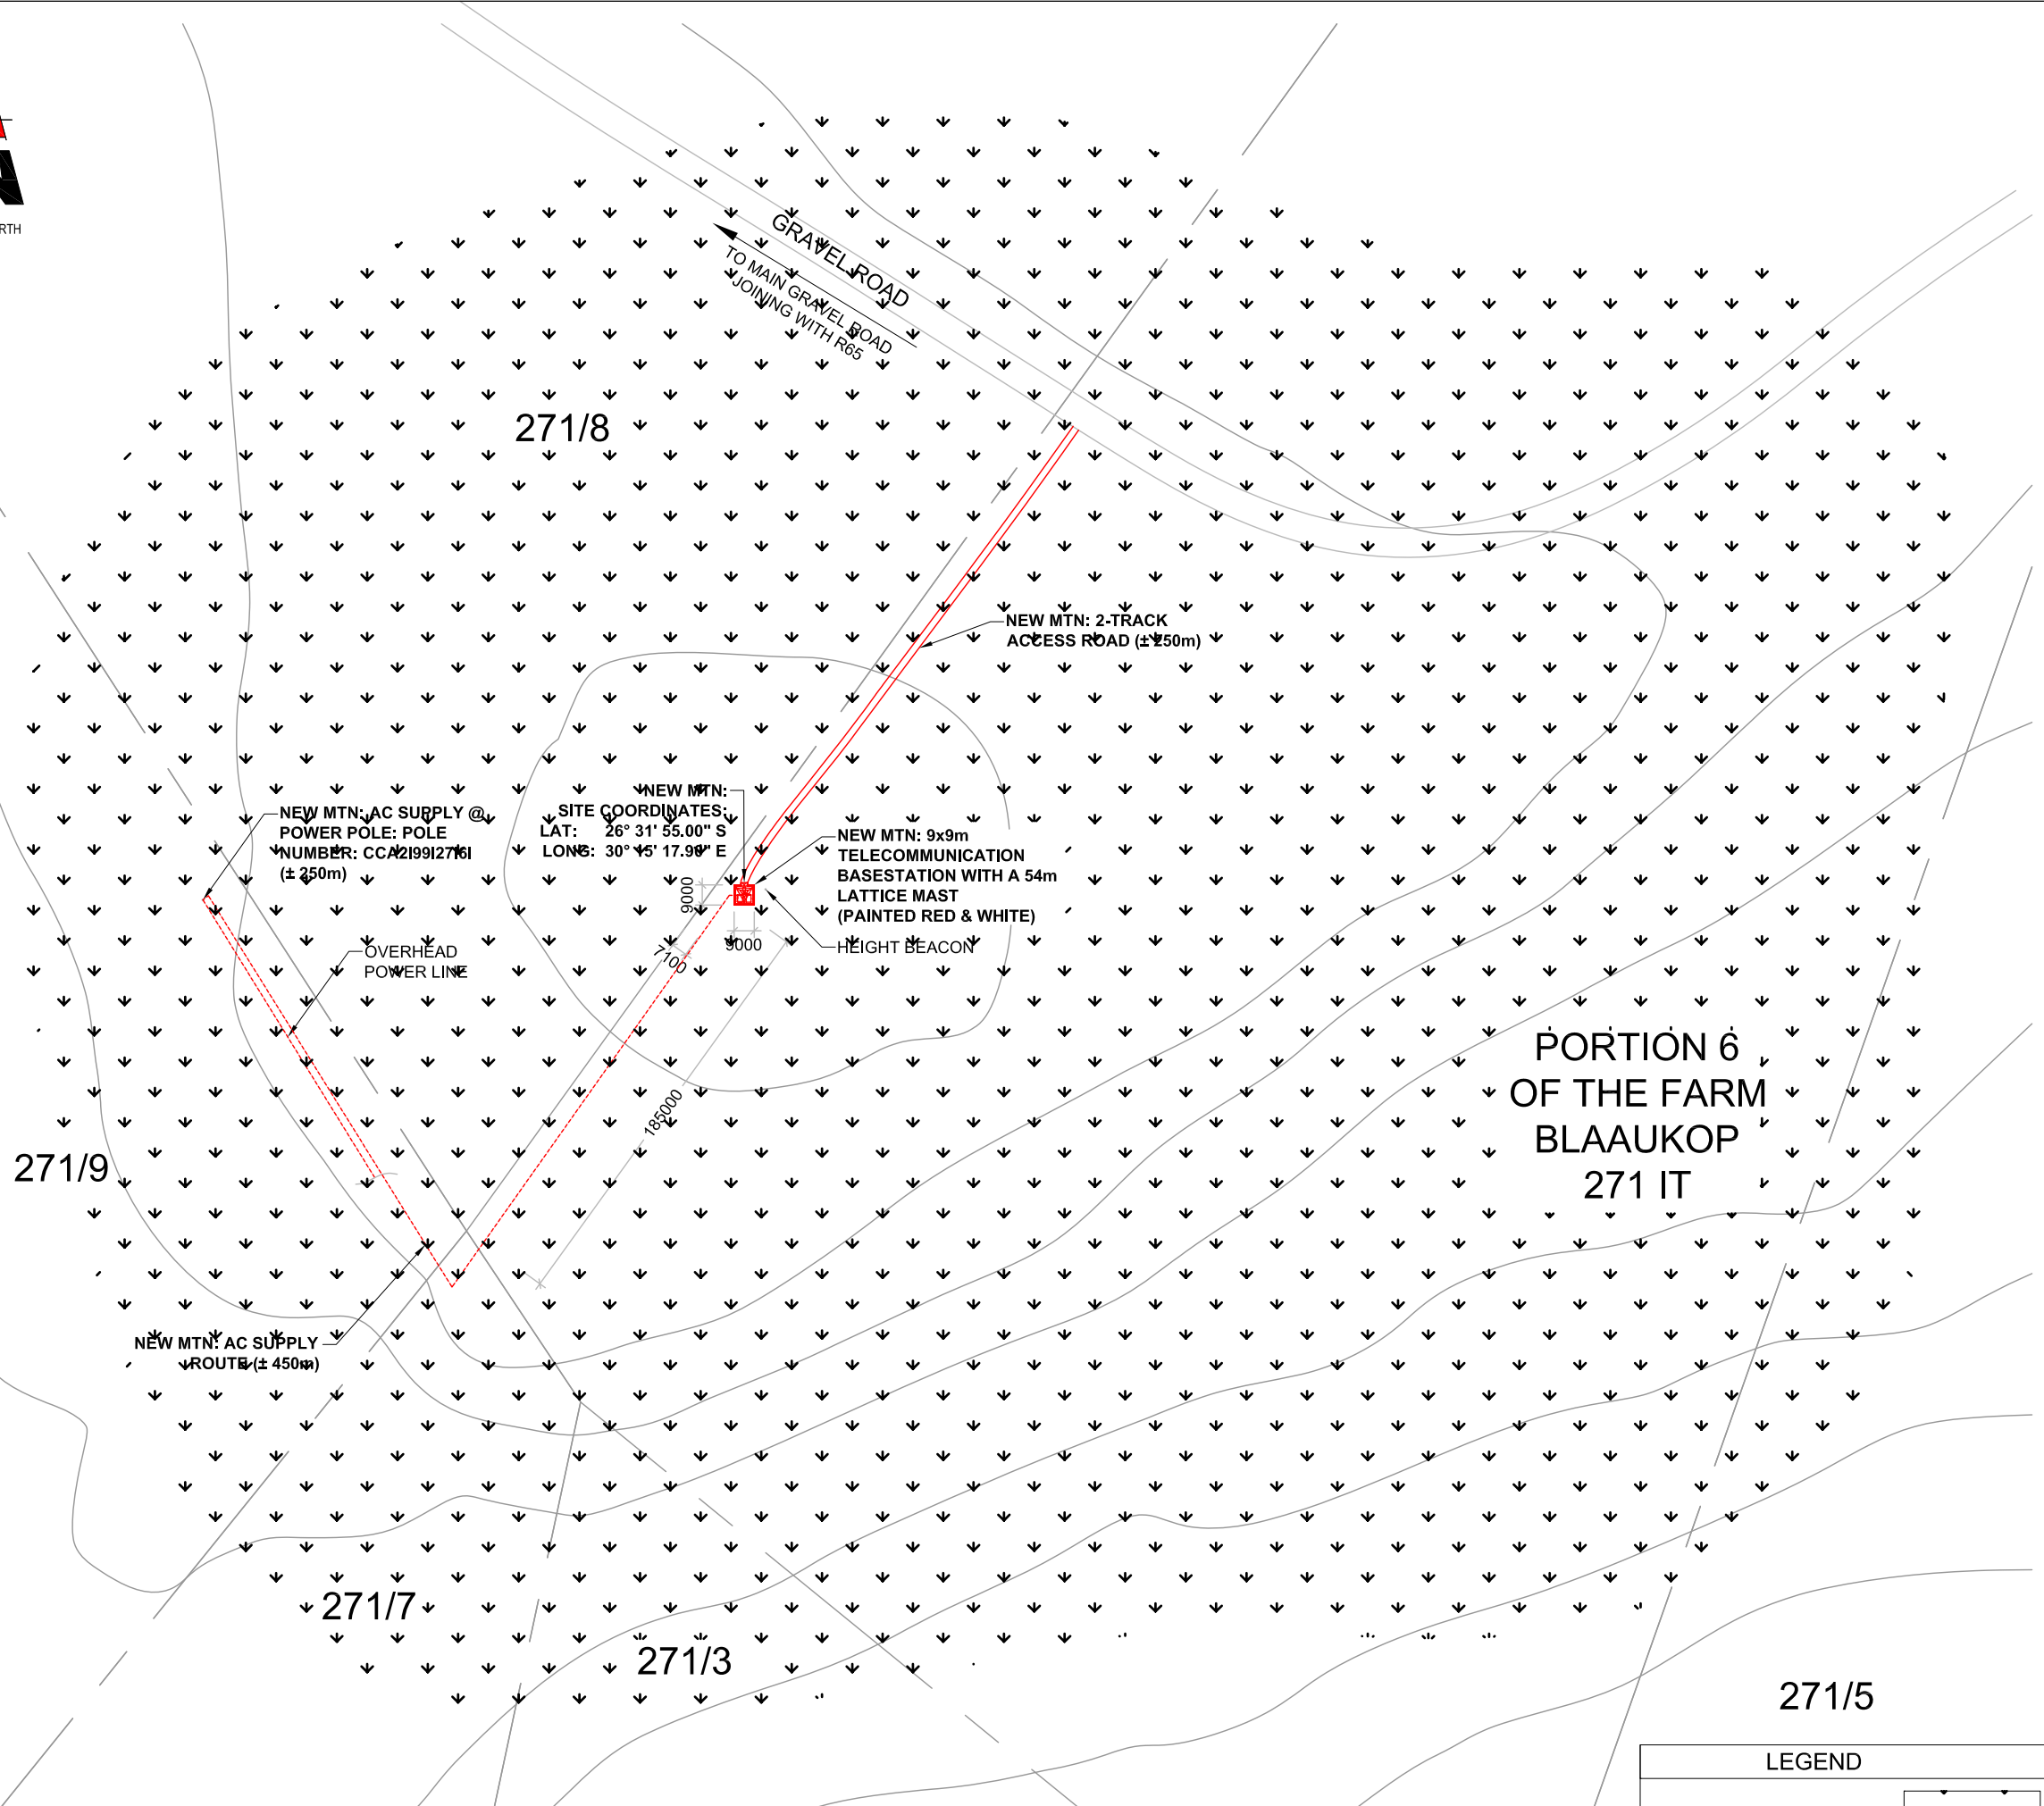 RTH
GRAVEL ROAD
TO MAIN GRAVEL ROAD
JOINING WITH R65
271/8
NEW MTN: 2-TRACK
ACCESS ROAD (± 250m)
NEW MTN:
SITE COORDINATES:
LAT: 26° 31' 55.00" S
LONG: 30° 15' 17.90" E
NEW MTN: AC SUPPLY @
POWER POLE: POLE
NUMBER:
(± 250m)
NEW MTN: 9x9m
TELECOMMUNICATION
BASESTATION WITH A 54m
LATTICE MAST
(PAINTED RED & WHITE)
HEIGHT BEACON
9000
9000
7100
OVERHEAD
POWER LINE
185000
PORTION 6
OF THE FARM
BLAAUKOP
271 IT
271/9
NEW MTN: AC SUPPLY
ROUTE (± 450m)
271/7
271/3
271/5
LEGEND